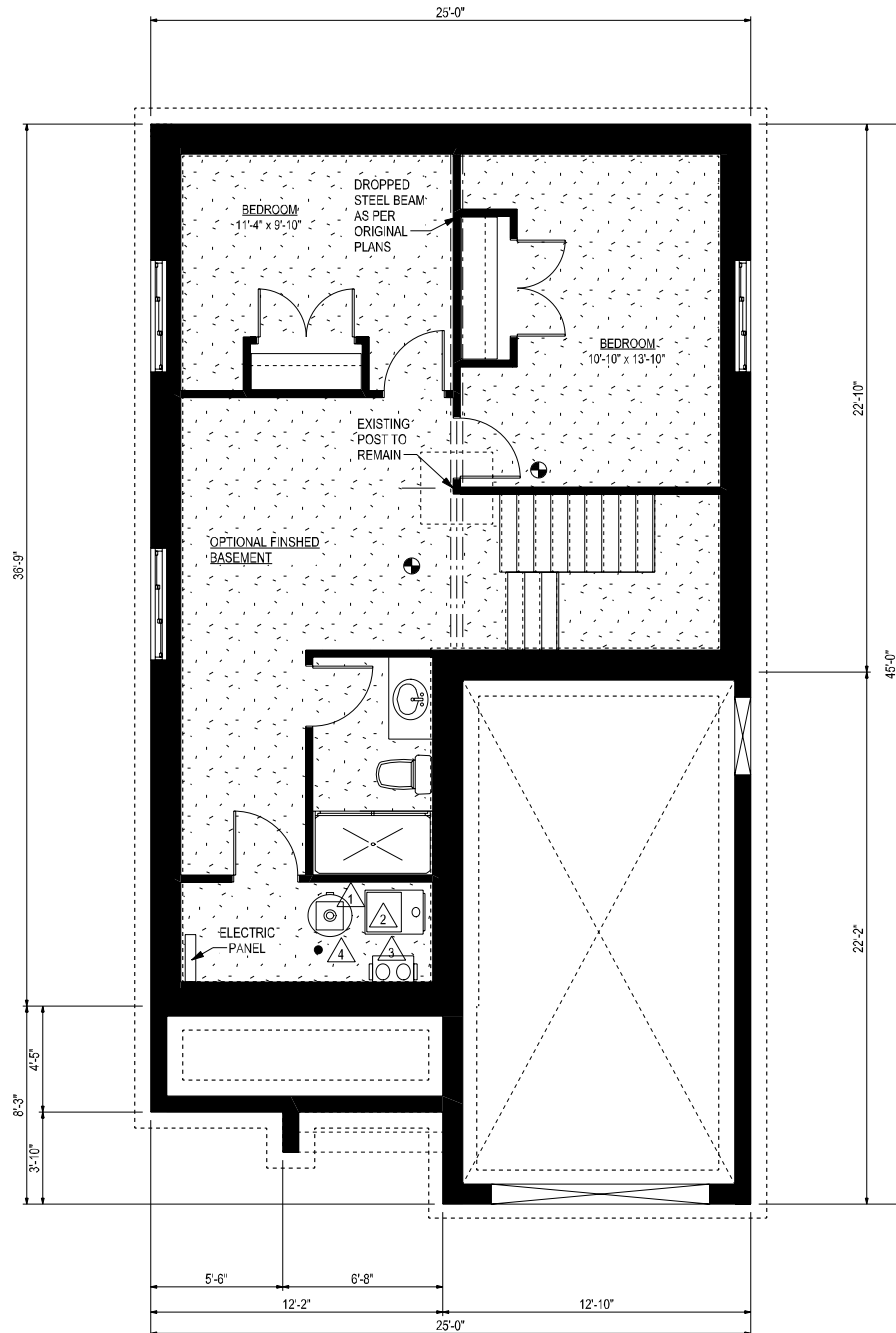 25'-0"
DROPPED
STEEL BEAM
AS PER
ORIGINAL
PLANS
BEDROOM
11'-4" x 9'-10"
BEDROOM
10'-10" x 13'-10"
22'-10"
EXISTING
POST TO
REMAIN
OPTIONAL FINSHED
BASEMENT
36'-9"
45'-0"
1
2
ELECTRIC
PANEL
4
3
22'-2"
4'-5"
8'-3"
3'-10"
5'-6"
6'-8"
12'-2"
12'-10"
25'-0"